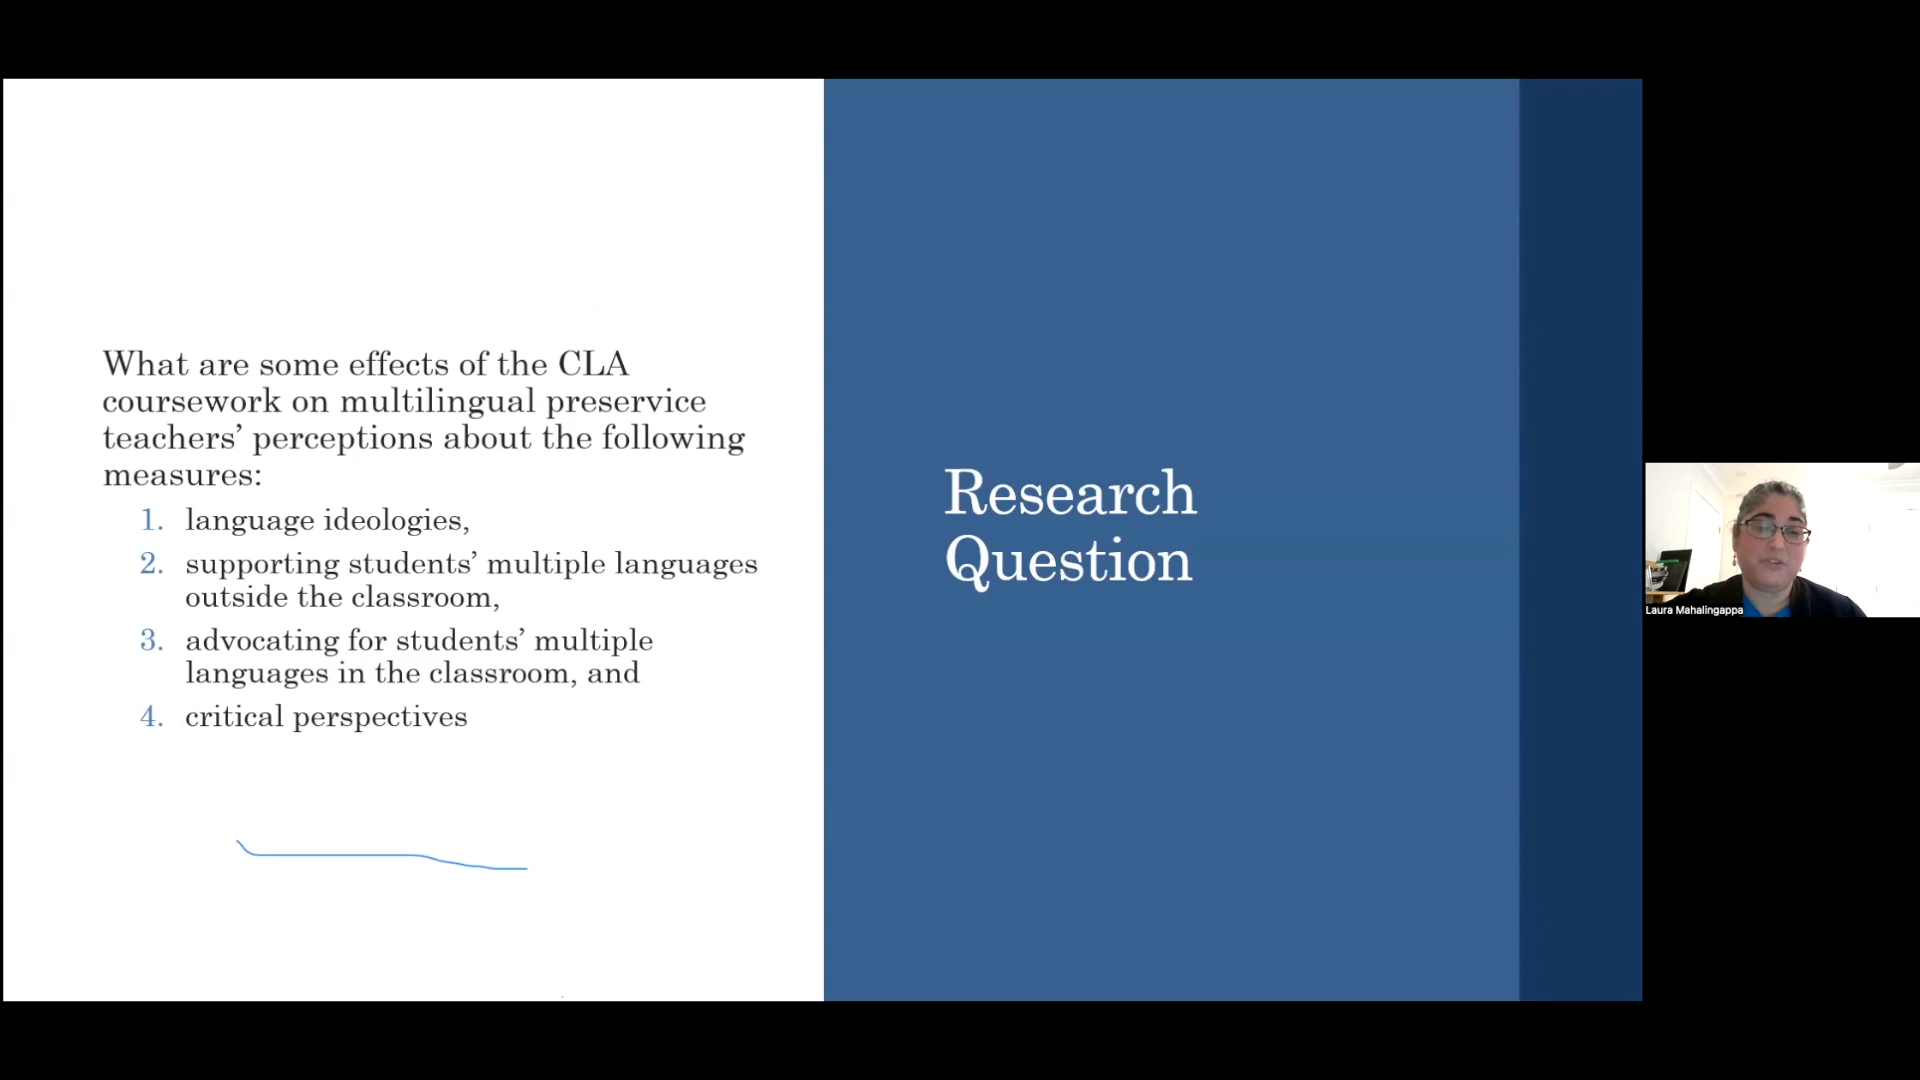 What are some effects of the CLA
coursework on multilingual preservice
teachers’ perceptions about the following
measures:
1. language ideologies,
2. supporting students’ multiple languages
outside the classroom,
3. advocating for students’ multiple
languages in the classroom, and
4. critical perspectives
Research
Question
Laura Mahalingappa